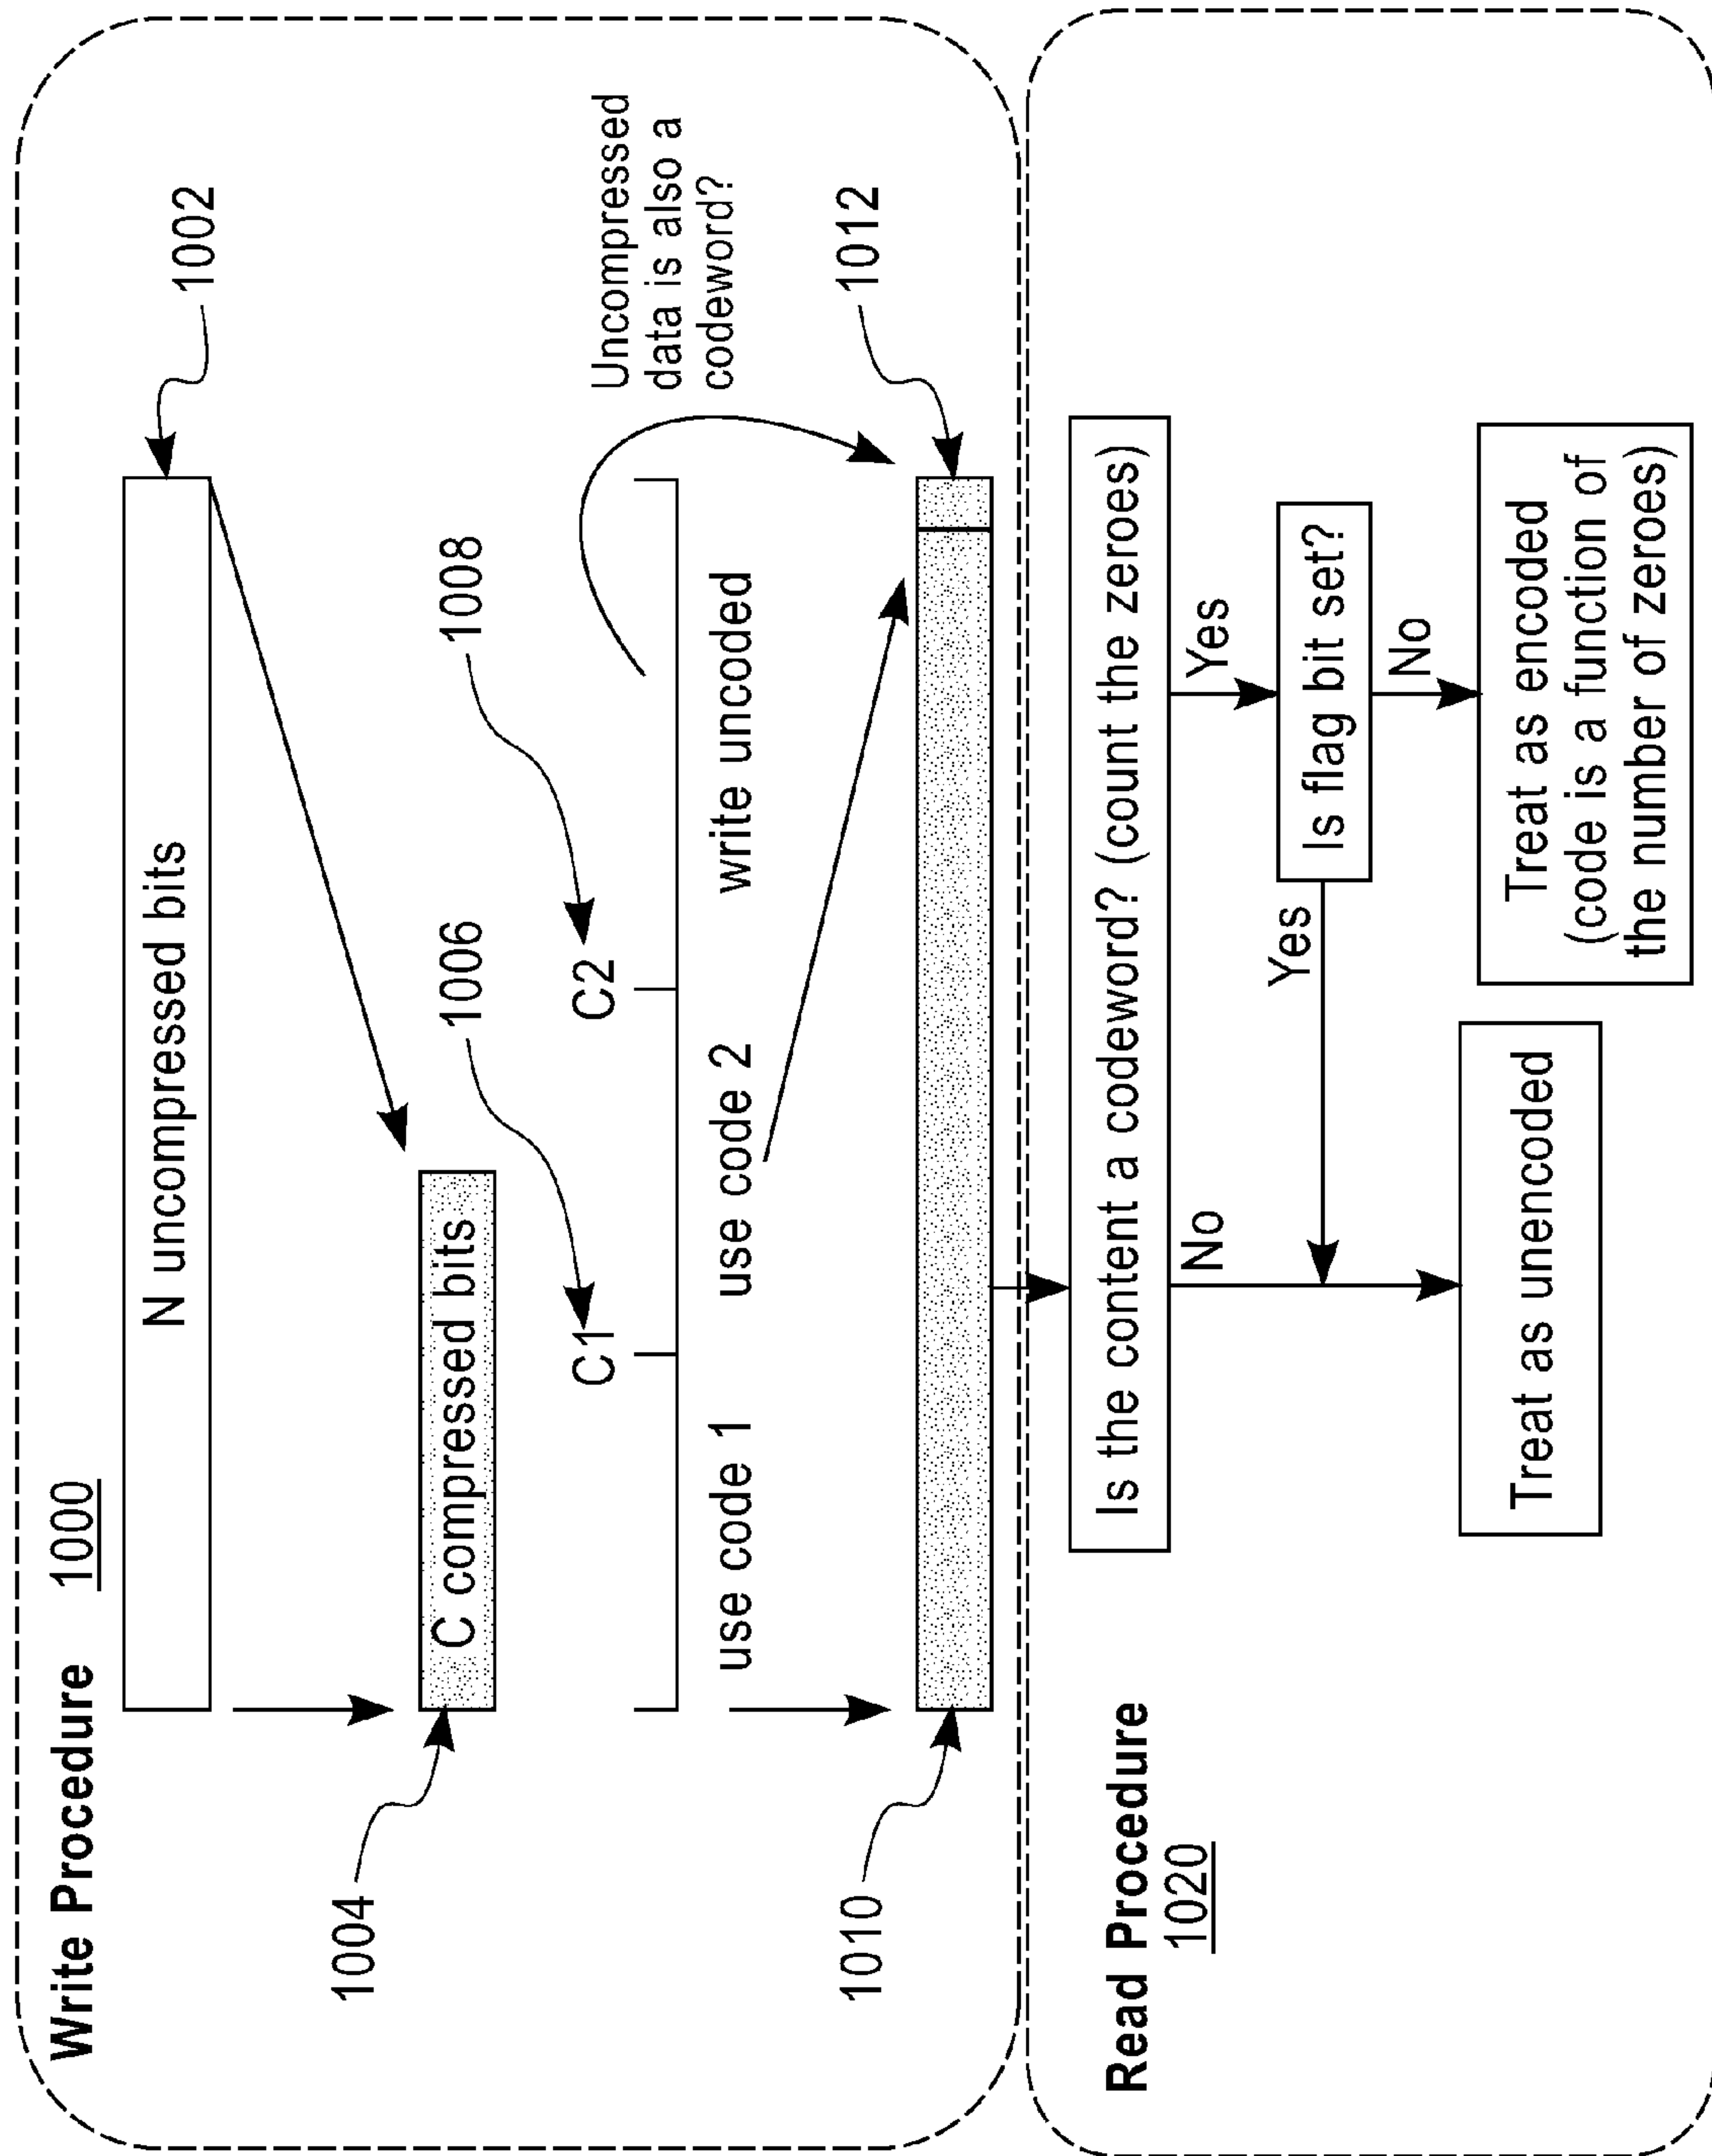 Write Procedure 1000
N uncompressed bits
1002
1004
C compressed bits
1006
1008
C1
C2
Uncompressed
data is also a
codeword?
use code 1
use code 2
write uncoded
1010
1012
Read Procedure
1020
Is the content a codeword? (count the zeroes)
No
Yes
Is flag bit set?
Yes
No
Treat as unencoded
Treat as encoded
(code is a function of
the number of zeroes)